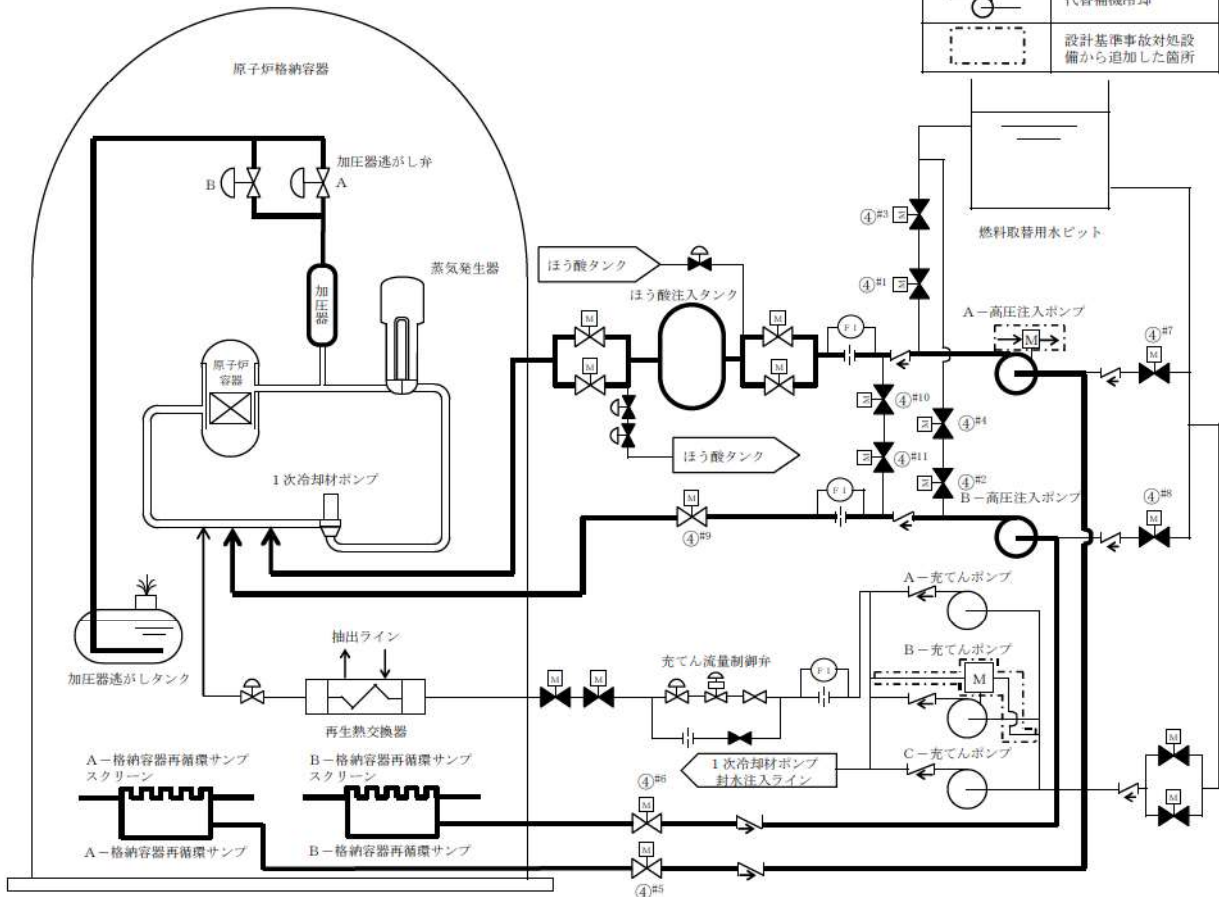 代替補機冷却
設計基準事故対処設
備から追加した箇所
原子炉格納容器
加圧器逃がし弁
B
A
④#3
M
燃料取替用水ピット
蒸気発生器
ほう酸タンク
ほう酸注入タンク
④#1
M
加
圧
器
M
M
F I
A-高圧注入ポンプ
M
④#7
M
原子炉
容器
M
M
M
④#10
M
④#4
ほう酸タンク
M
④#11
M
④#2
1次冷却材ポンプ
F I
B-高圧注入ポンプ
④#8
M
M
④#9
A-充てんポンプ
抽出ライン
充てん流量制御弁
F I
B-充てんポンプ
加圧器逃がしタンク
M
M
M
再生熱交換器
C-充てんポンプ
A-格納容器再循環サンプ
スクリーン
B-格納容器再循環サンプ
スクリーン
1次冷却材ポンプ
封水注入ライン
M
④#6
M
M
A-格納容器再循環サンプ
B-格納容器再循環サンプ
M
④#5